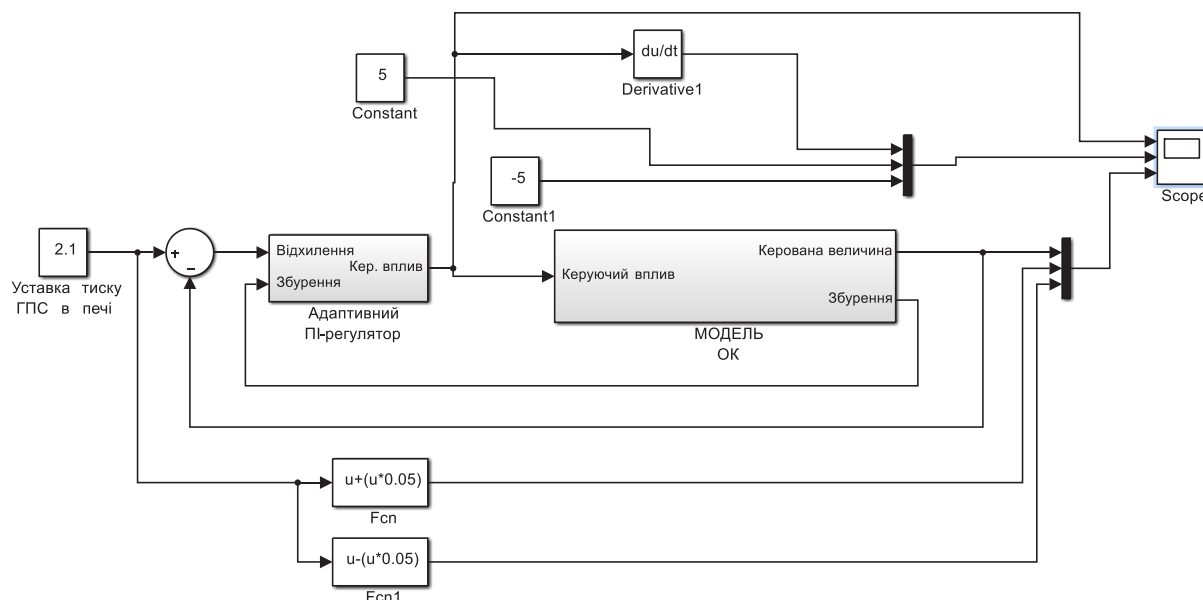 du/dt
Derivative1
5
Constant
-5
Constant1
Scope
2.1
Уставка тиску
ГПС в печі
+
−
Відхилення
Кер. вплив
Збурення
Адаптивний
ПІ-регулятор
Керуючий вплив
Керована величина
Збурення
МОДЕЛЬ
ОК
u+(u*0.05)
Fcn
u-(u*0.05)
Fcn1